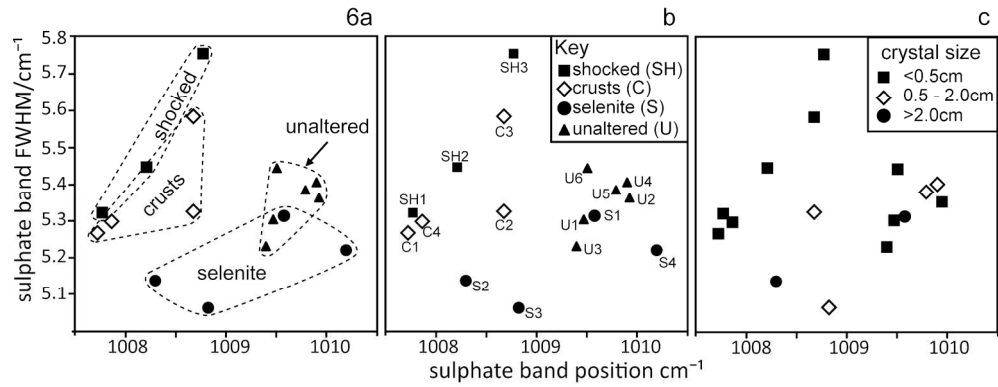 6a
b
c
sulphate band FWHM/cm⁻¹
5.8
5.7
5.6
5.5
5.4
5.3
5.2
5.1
shocked
crusts
unaltered
selenite
1008
1009
1010
Key
shocked (SH)
crusts (C)
selenite (S)
unaltered (U)
SH3
C3
SH2
U6
U4
U5
U2
SH1
C4
C1
C2
U1
S1
U3
S4
S2
S3
1008
1009
1010
crystal size
<0.5cm
0.5 - 2.0cm
>2.0cm
1008
1009
1010
sulphate band position cm⁻¹